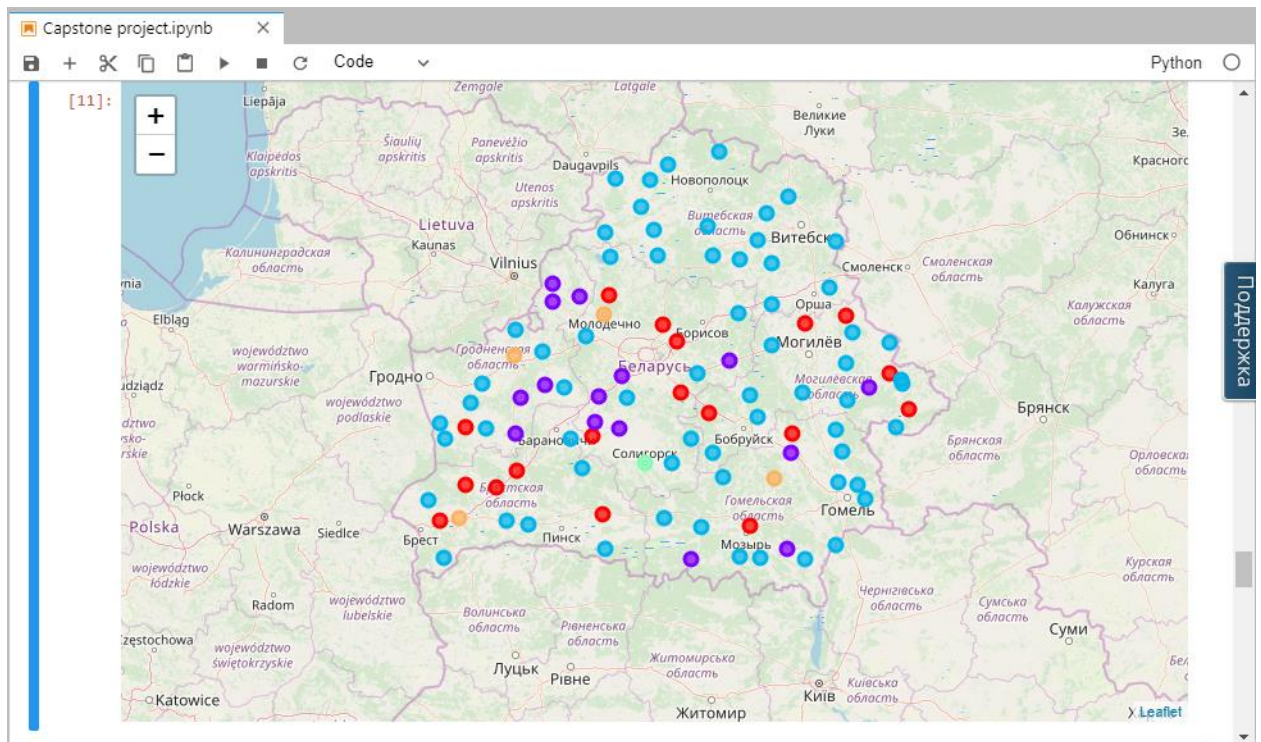 Capstone project.ipynb
Code
Python
[11]:
+
−
Zemgale
Latgale
Liepāja
Великие
Луки
Šiaulių
apskritis
Panevėžio
apskritis
Klaipėdos
apskritis
Daugavpils
Новополоцк
Utenos
apskritis
Lietuva
Kaunas
Витебская
область
Витебск
Обнинск
Калининградская
область
Vilnius
Смоленск
Смоленская
область
Калуга
Калужская
область
Elbląg
Орша
Молодечно
Борисов
Могилёв
województwo
warmińsko-
mazurskie
Гродненская
область
Беларусь
Гродно
Могилёвская
область
województwo
podlaskie
Брянск
Барановичи
Бобруйск
Солигорск
Брянская
область
Płock
Брестская
область
Гомельская
область
Гомель
Polska
Warszawa
Siedlce
Брест
Пинск
Мозырь
województwo
łódzkie
Курская
область
Radom
województwo
lubelskie
Чернігівська
область
Сумська
область
Волинська
область
Рівненська
область
Суми
województwo
świętokrzyskie
Луцьк
Рівне
Житомирська
область
Київ
Київська
область
Katowice
Житомир
Leaflet
Поддержка